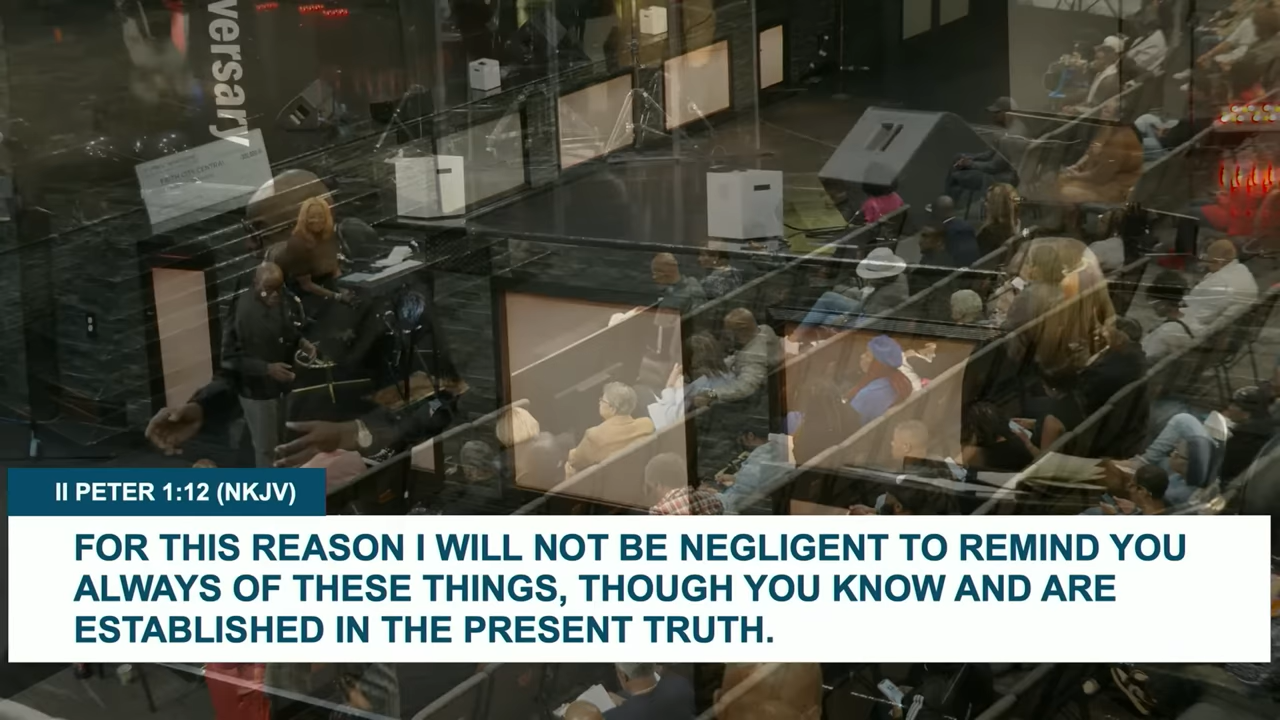 versary
II PETER 1:12 (NKJV)
FOR THIS REASON I WILL NOT BE NEGLIGENT TO REMIND YOU
ALWAYS OF THESE THINGS, THOUGH YOU KNOW AND ARE
ESTABLISHED IN THE PRESENT TRUTH.